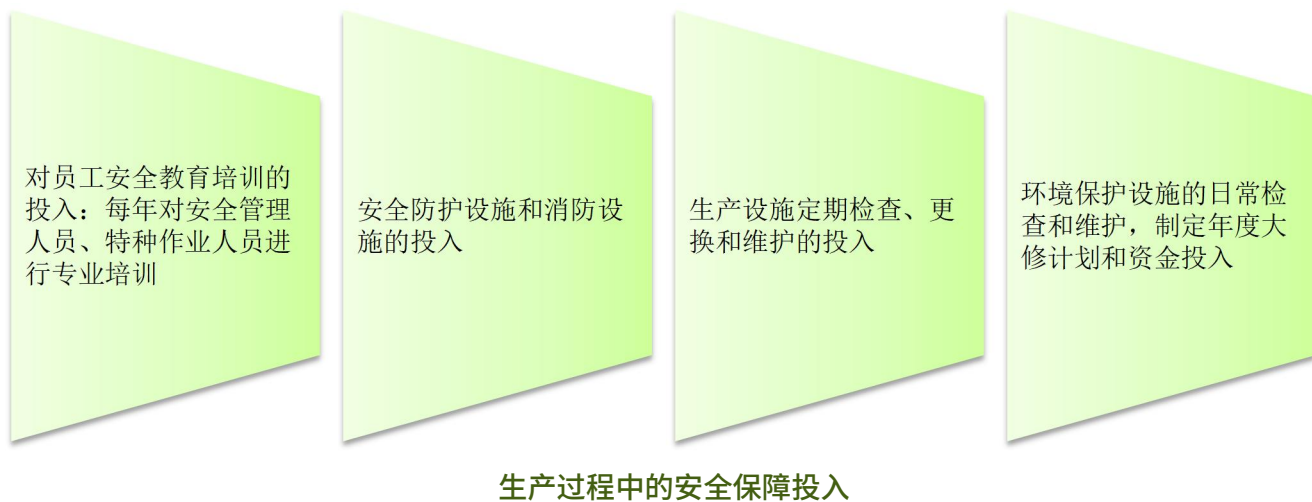 对员工安全教育培训的
投入：每年对安全管理
人员、特种作业人员进
行专业培训
安全防护设施和消防设
施的投入
生产设施定期检查、更
换和维护的投入
环境保护设施的日常检
查和维护，制定年度大
修计划和资金投入
生产过程中的安全保障投入